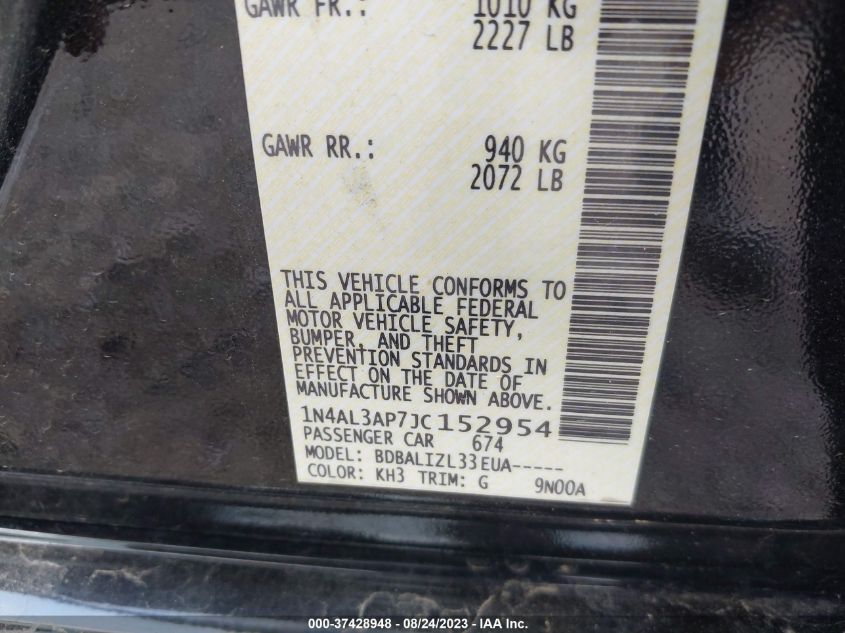 GAWR FR.: 1010 KG
2227 LB
GAWR RR.: 940 KG
2072 LB
THIS VEHICLE CONFORMS TO
ALL APPLICABLE FEDERAL
MOTOR VEHICLE SAFETY,
BUMPER, AND THEFT
PREVENTION STANDARDS IN
EFFECT ON THE DATE OF
MANUFACTURE SHOWN ABOVE.
1N4AL3AP7JC152954
PASSENGER CAR 674
MODEL: BDBALIZL33EUA-----
COLOR: KH3 TRIM: G 9N00A
000-37428948 - 08/24/2023 - IAA Inc.